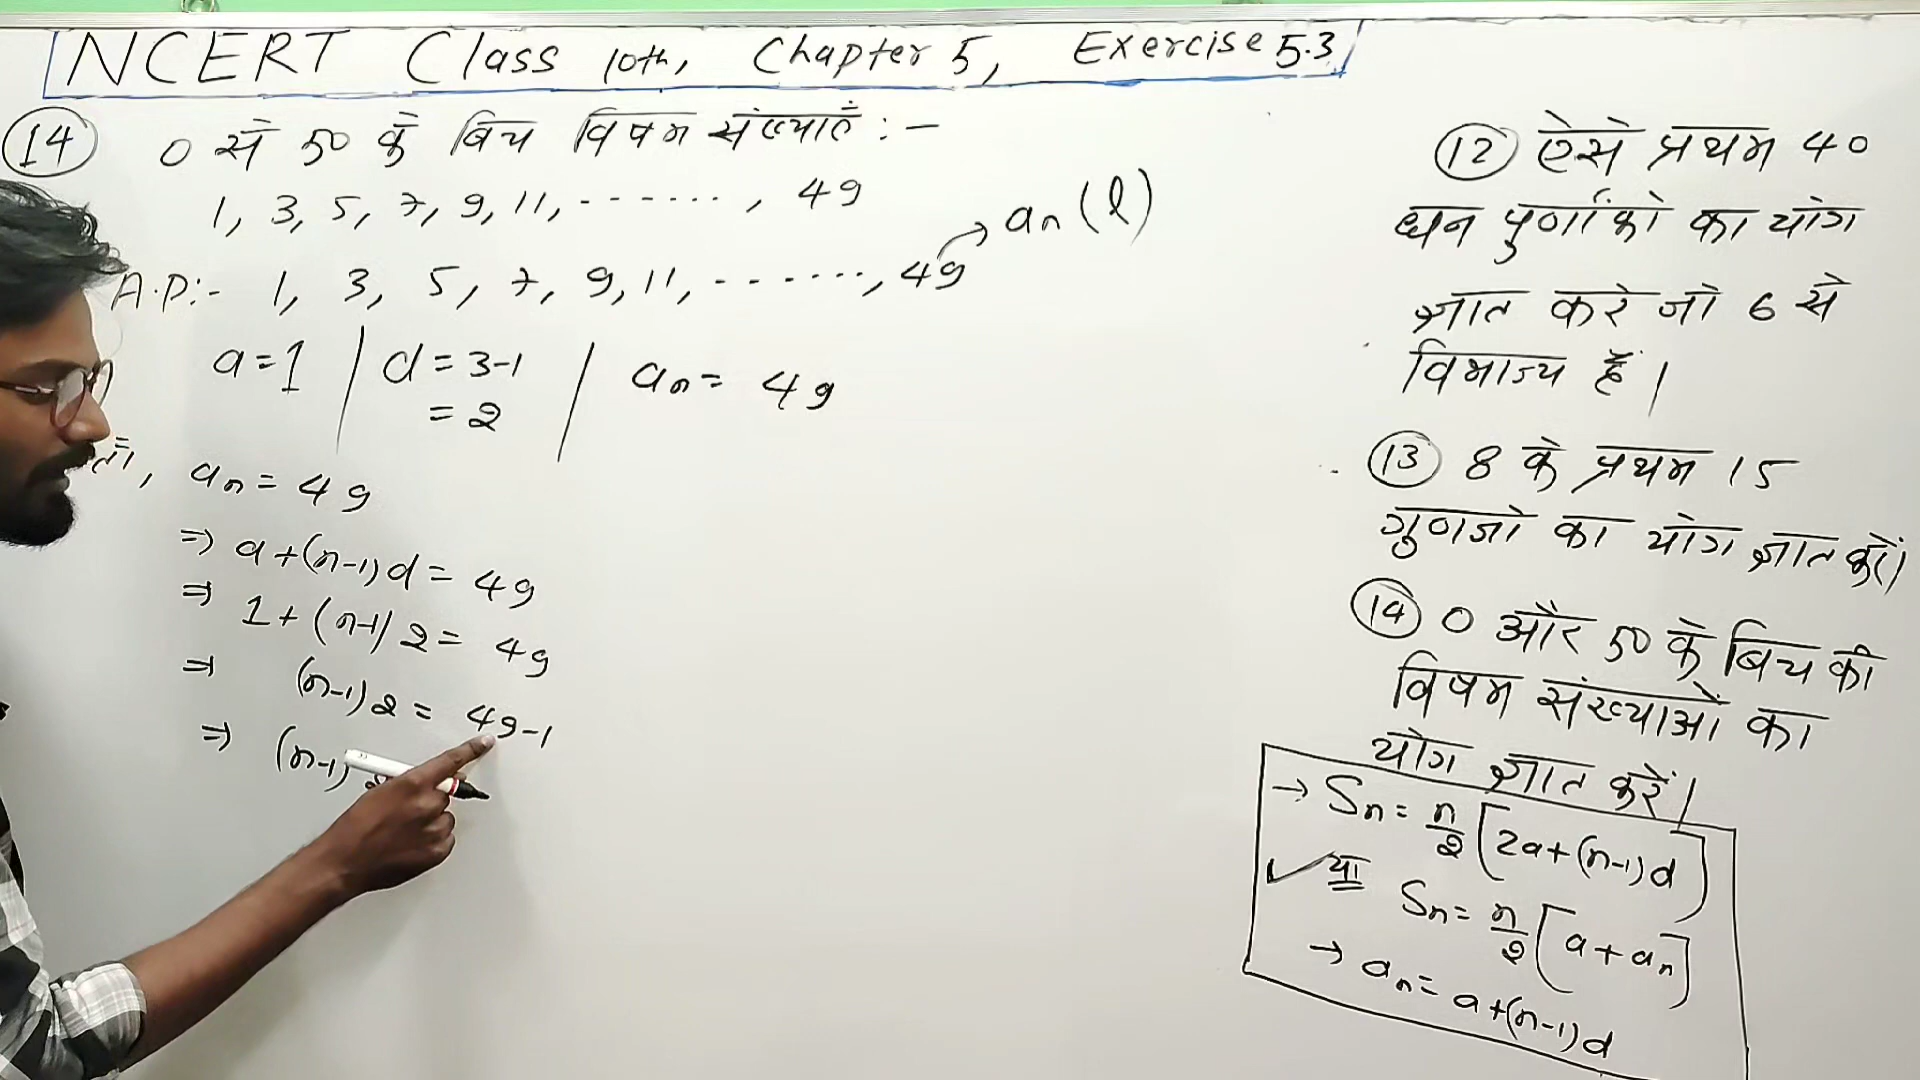 NCERT Class 10th, Chapter 5, Exercise 5.3
(14) 0 से 50 के बिच विषम संख्याएँ :-
1, 3, 5, 7, 9, 11, -------, 49
A.P:- 1, 3, 5, 7, 9, 11, -------, 49 → an (l)
a = 1 | d = 3-1 | an = 49
= 2
an = 49
⇒ a + (n-1) d = 49
⇒ 1 + (n-1) 2 = 49
⇒ (n-1) 2 = 49-1
⇒ (n-1) 2
(12) ऐसे प्रथम 40
धन पुर्णांको का योग
ज्ञात करे जो 6 से
विभाज्य हैं।
(13) 8 के प्रथम 15
गुणजो का योग ज्ञात करें।
(14) 0 और 50 के बिच की
विषम संख्याओं का
योग ज्ञात करें।
→ Sn = n/2 [2a+(n-1)d]
✓ या
Sn = n/2 [a + an]
→ an = a+(n-1)d